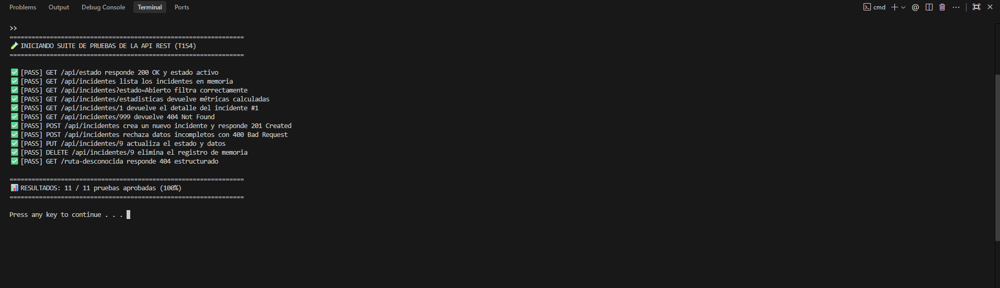 Problems Output Debug Console Terminal Ports cmd
>>
================================================================
INICIANDO SUITE DE PRUEBAS DE LA API REST (T1S4)
================================================================
[PASS] GET /api/estado responde 200 OK y estado activo
[PASS] GET /api/incidentes lista los incidentes en memoria
[PASS] GET /api/incidentes?estado=Abierto filtra correctamente
[PASS] GET /api/incidentes/estadisticas devuelve métricas calculadas
[PASS] GET /api/incidentes/1 devuelve el detalle del incidente #1
[PASS] GET /api/incidentes/999 devuelve 404 Not Found
[PASS] POST /api/incidentes crea un nuevo incidente y responde 201 Created
[PASS] POST /api/incidentes rechaza datos incompletos con 400 Bad Request
[PASS] PUT /api/incidentes/9 actualiza el estado y datos
[PASS] DELETE /api/incidentes/9 elimina el registro de memoria
[PASS] GET /ruta-desconocida responde 404 estructurado
================================================================
RESULTADOS: 11 / 11 pruebas aprobadas (100%)
================================================================
Press any key to continue . . .